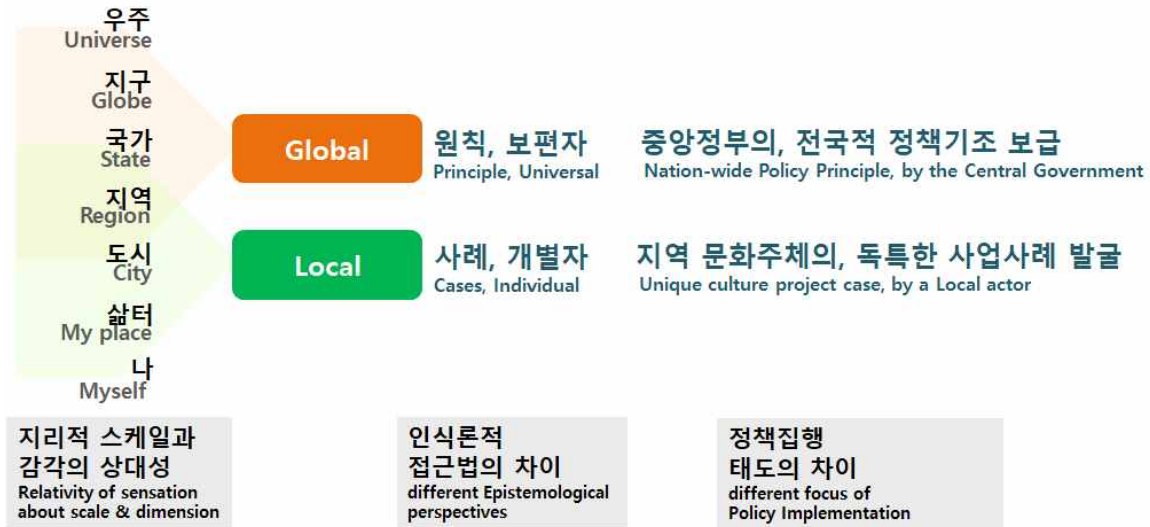 우주
Universe
지구
Globe
국가
State
지역
Region
도시
City
삶터
My place
나
Myself
Global
원칙, 보편자
Principle, Universal
중앙정부의, 전국적 정책기조 보급
Nation-wide Policy Principle, by the Central Government
Local
사례, 개별자
Cases, Individual
지역 문화주체의, 독특한 사업사례 발굴
Unique culture project case, by a Local actor
지리적 스케일과
감각의 상대성
Relativity of sensation
about scale & dimension
인식론적
접근법의 차이
different Epistemological
perspectives
정책집행
태도의 차이
different focus of
Policy Implementation